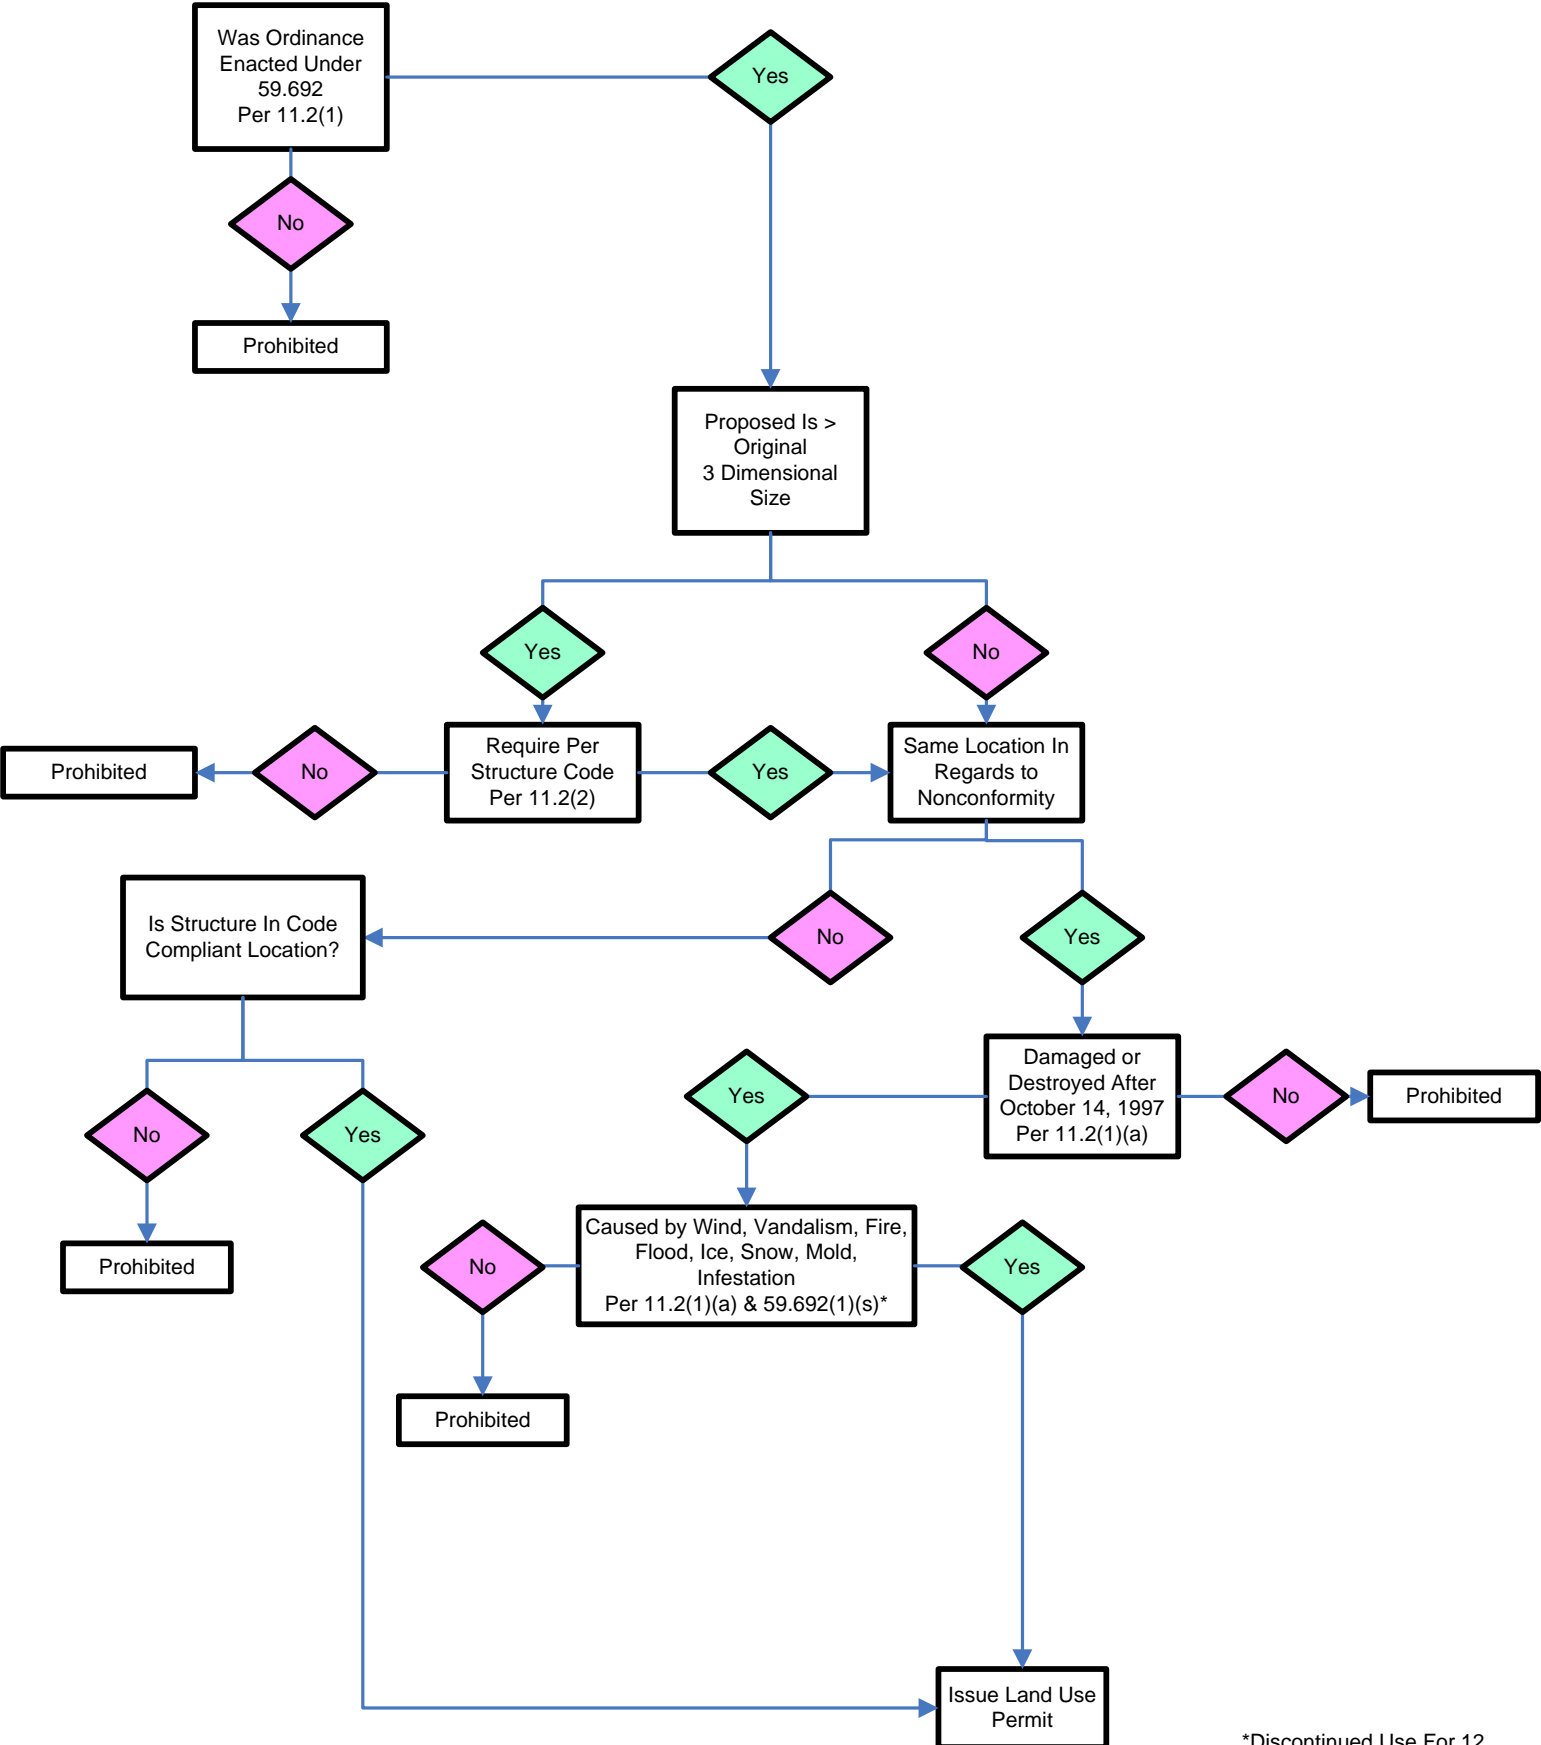 Was Ordinance
Enacted Under
59.692
Per 11.2(1)
Yes
No
Prohibited
Proposed Is >
Original
3 Dimensional
Size
Yes
No
Prohibited
No
Require Per
Structure Code
Per 11.2(2)
Yes
Same Location In
Regards to
Nonconformity
Is Structure In Code
Compliant Location?
No
Yes
Damaged or
Destroyed After
October 14, 1997
Per 11.2(1)(a)
Yes
No
Prohibited
No
Yes
Prohibited
No
Caused by Wind, Vandalism, Fire,
Flood, Ice, Snow, Mold,
Infestation
Per 11.2(1)(a) & 59.692(1)(s)*
Yes
Prohibited
Issue Land Use
Permit
*Discontinued Use For 12